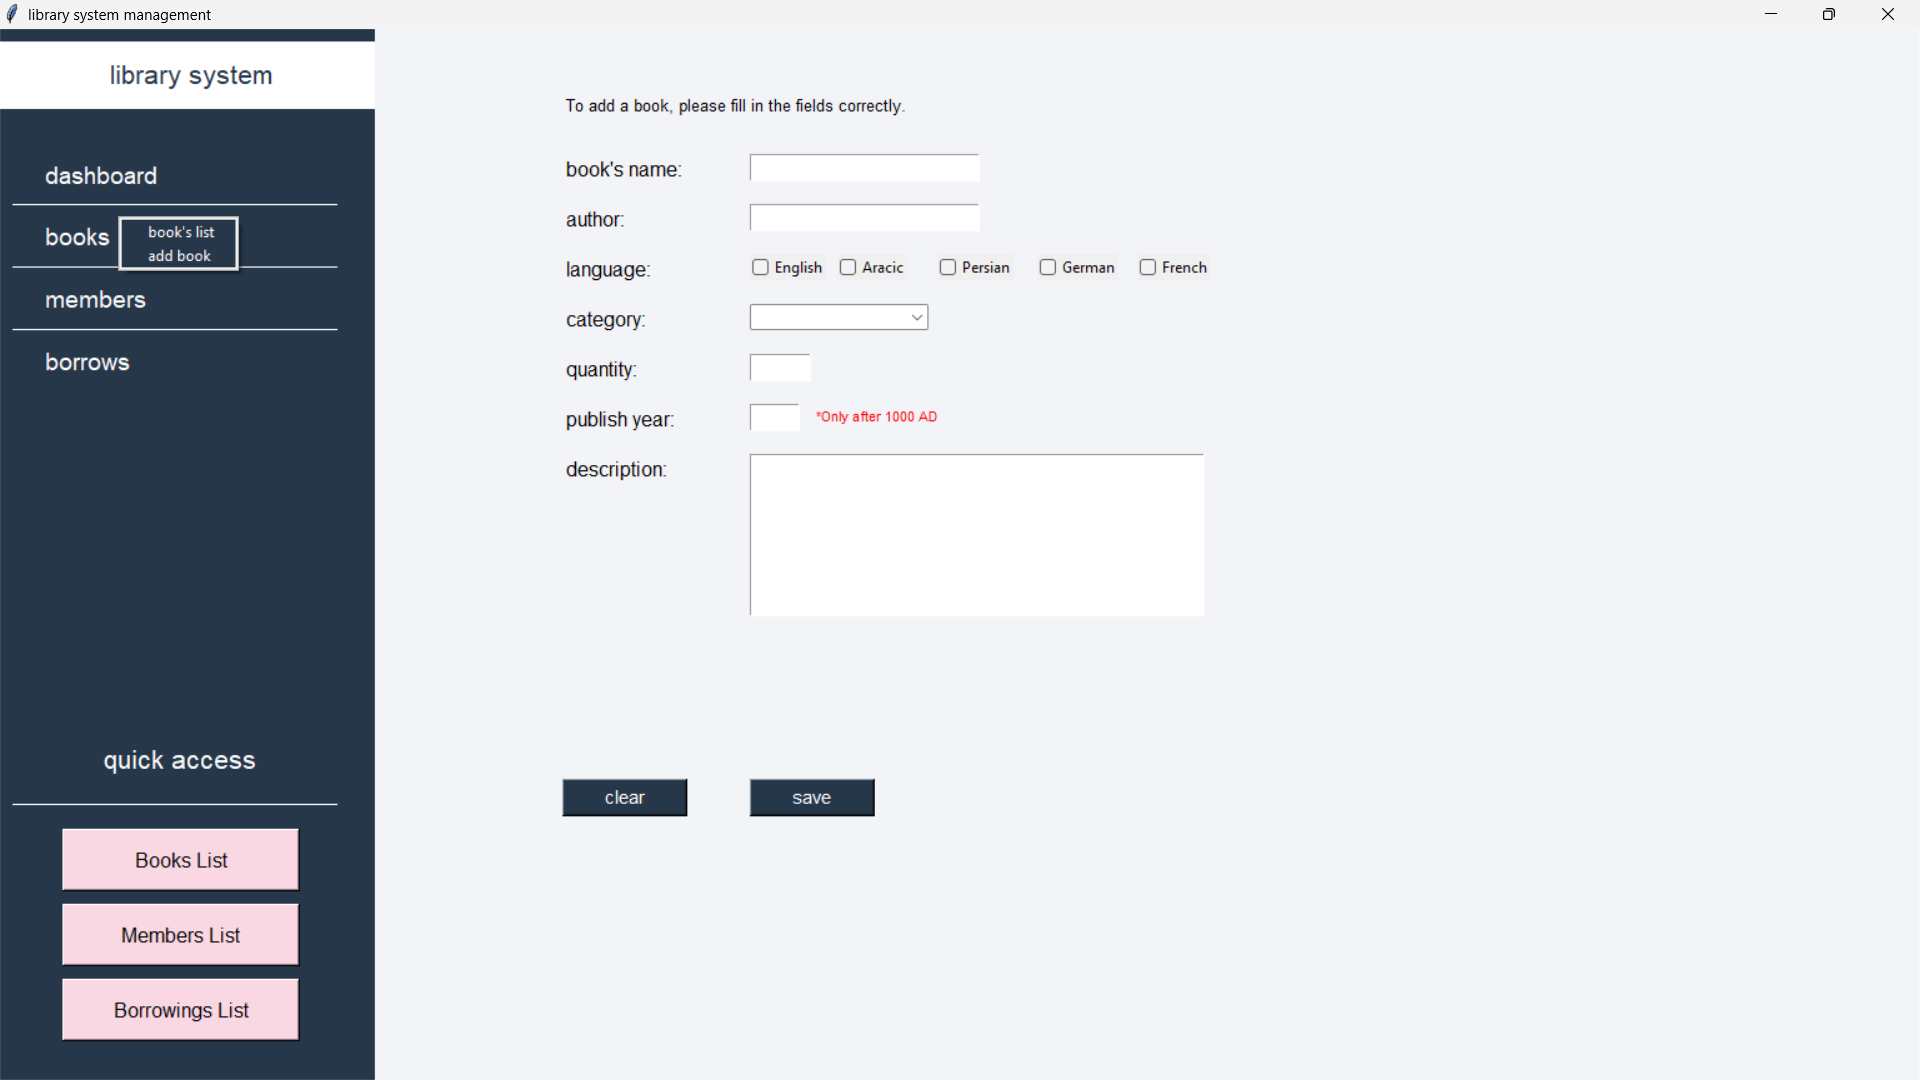 library system management
library system
dashboard
books
book's list
add book
members
borrows
quick access
Books List
Members List
Borrowings List
To add a book, please fill in the fields correctly.
book's name:
author:
language: English Aracic Persian German French
category:
quantity:
publish year: *Only after 1000 AD
description:
clear save